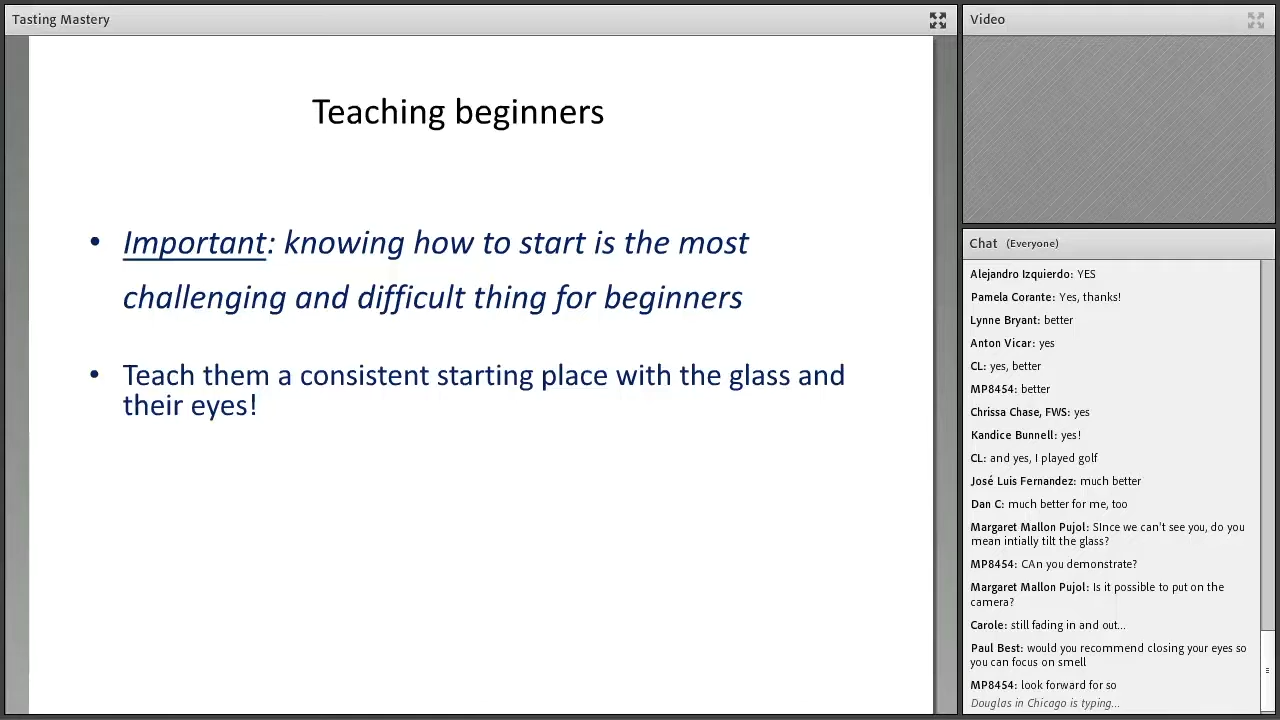 Tasting Mastery
Teaching beginners
• Important: knowing how to start is the most
challenging and difficult thing for beginners
• Teach them a consistent starting place with the glass and
their eyes!
Video
Chat (Everyone)
Alejandro Izquierdo: YES
Pamela Corante: Yes, thanks!
Lynne Bryant: better
Anton Vicar: yes
CL: yes, better
MP8454: better
Chrissa Chase, FWS: yes
Kandice Bunnell: yes!
CL: and yes, I played golf
José Luis Fernandez: much better
Dan C: much better for me, too
Margaret Mallon Pujol: SInce we can't see you, do you
mean intially tilt the glass?
MP8454: CAn you demonstrate?
Margaret Mallon Pujol: Is it possible to put on the
camera?
Carole: still fading in and out...
Paul Best: would you recommend closing your eyes so
you can focus on smell
MP8454: look forward for so
Douglas in Chicago is typing...